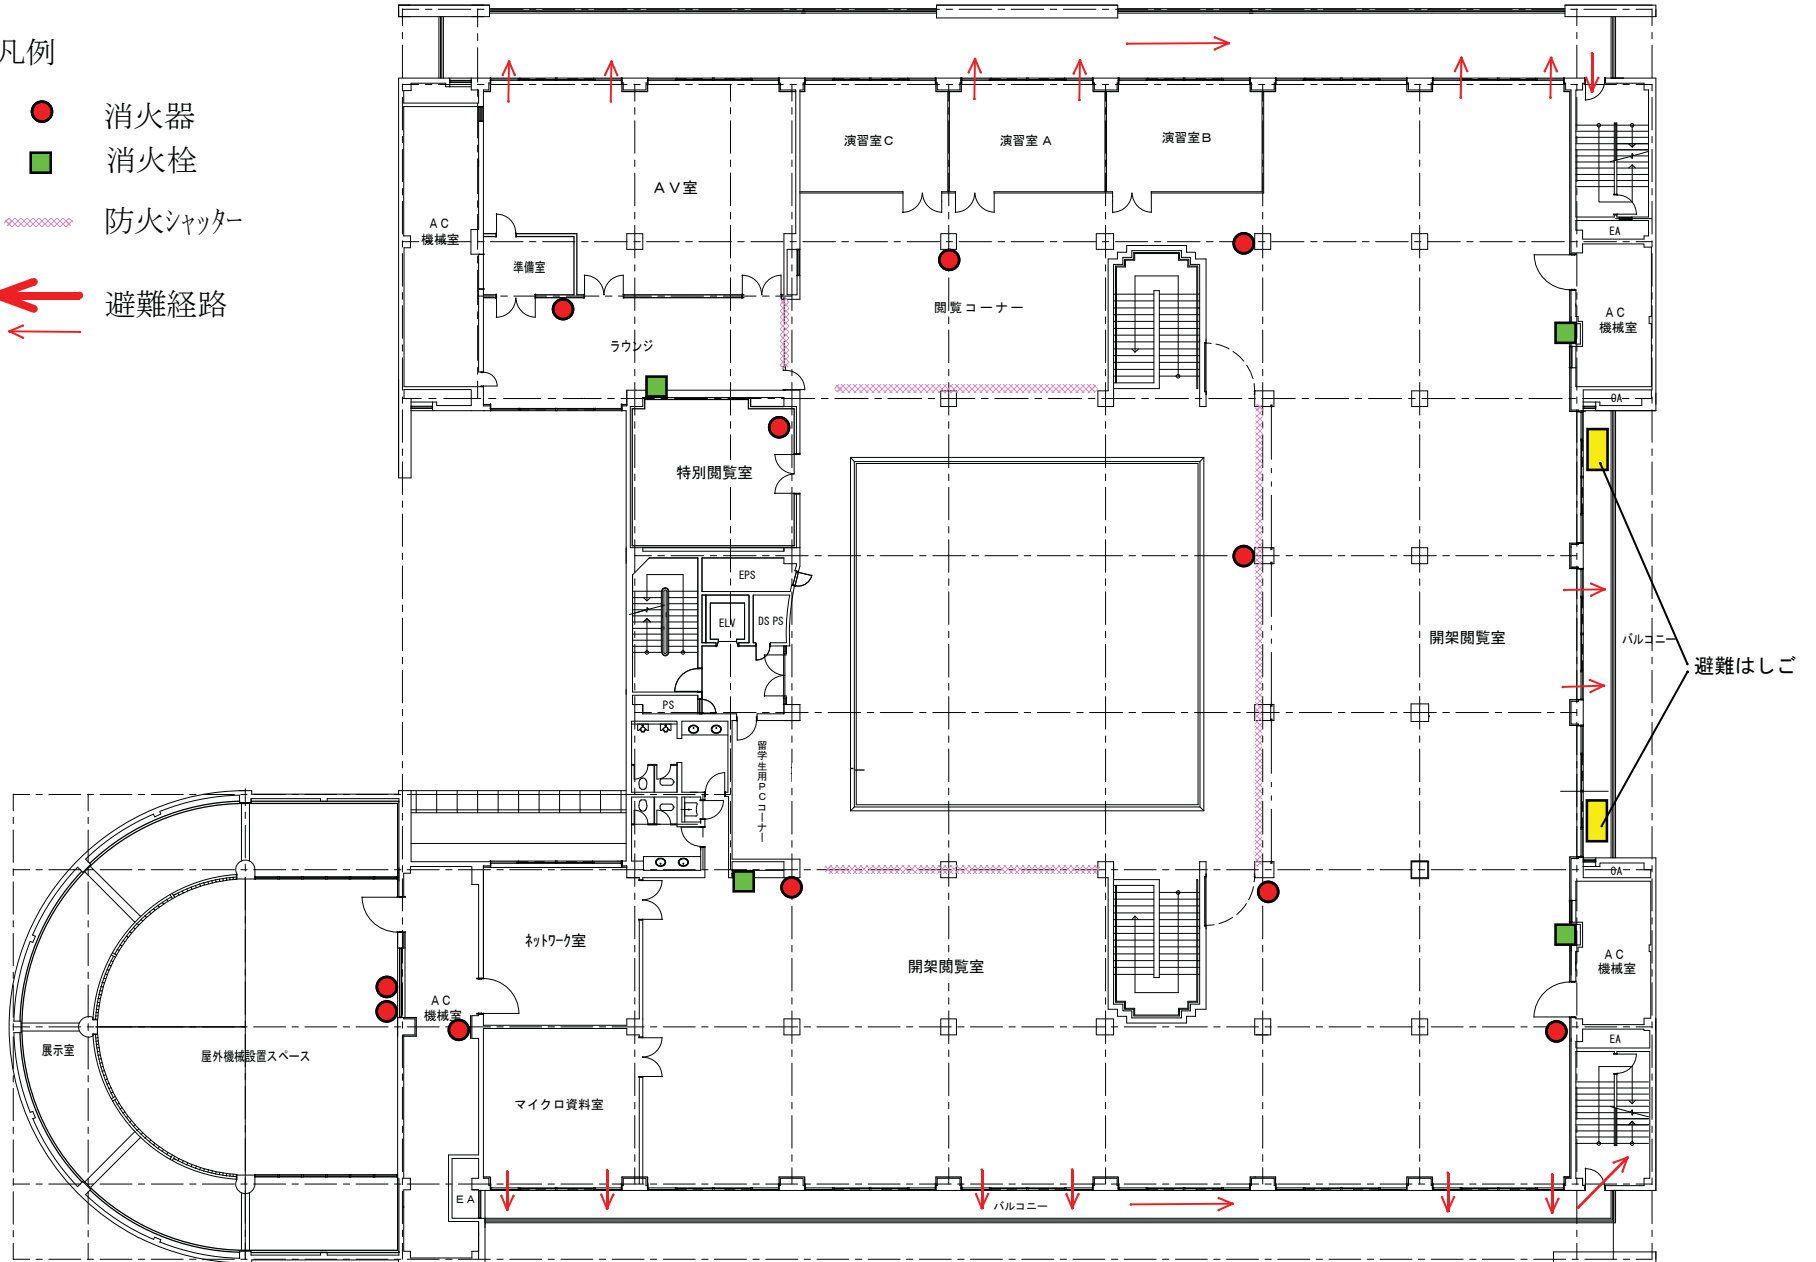 凡例
消火器
消火栓
防火シャッター
避難経路
演習室C
演習室A
演習室B
AV室
AC
機械室
準備室
EA
閲覧コーナー
AC
機械室
ラウンジ
OA
特別閲覧室
EPS
ELV
DS PS
開架閲覧室
バルコニー
避難はしご
PS
留学生用PCコーナー
OA
ネットワーク室
開架閲覧室
AC
機械室
AC
機械室
EA
展示室
屋外機械設置スペース
マイクロ資料室
EA
バルコニー